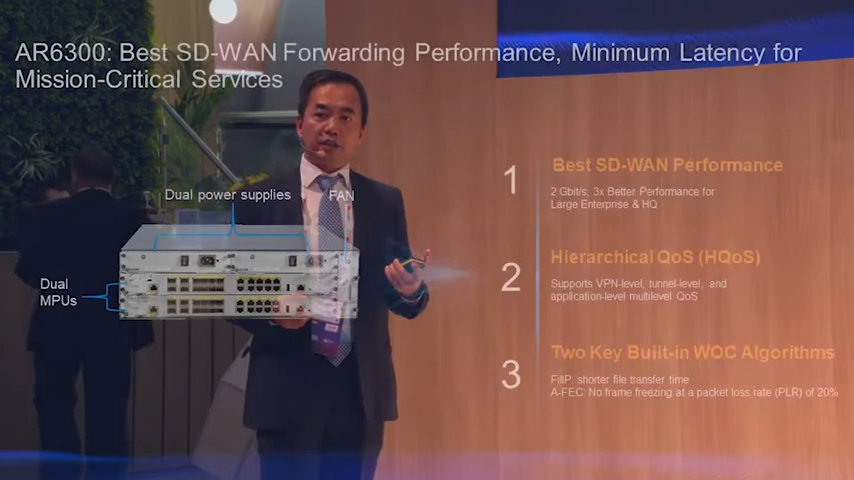 AR6300: Best SD-WAN Forwarding Performance, Minimum Latency for
Mission-Critical Services
Dual power supplies
FAN
Dual
MPUs
1
Best SD-WAN Performance
2 Gbit/s, 3x Better Performance for
Large Enterprise & HQ
2
Hierarchical QoS (HQoS)
Supports VPN-level, tunnel-level, and
application-level multilevel QoS
3
Two Key Built-in WOC Algorithms
FillP: shorter file transfer time
A-FEC: No frame freezing at a packet loss rate (PLR) of 20%